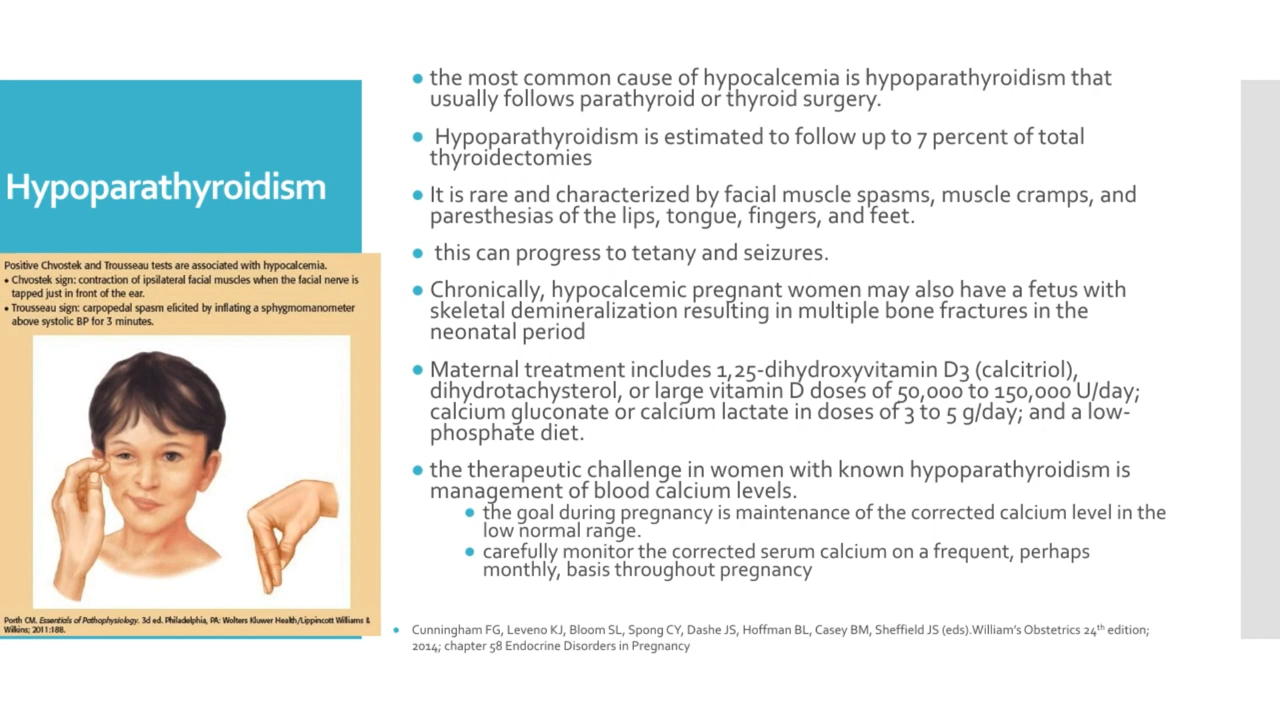 Hypoparathyroidism
Positive Chvostek and Trousseau tests are associated with hypocalcemia.
• Chvostek sign: contraction of ipsilateral facial muscles when the facial nerve is
tapped just in front of the ear.
• Trousseau sign: carpopedal spasm elicited by inflating a sphygmomanometer
above systolic BP for 3 minutes.
Porth CM. Essentials of Pathophysiology. 3d ed. Philadelphia, PA: Wolters Kluwer Health/Lippincott Williams &
Wilkins; 2011:188.
• the most common cause of hypocalcemia is hypoparathyroidism that
usually follows parathyroid or thyroid surgery.
• Hypoparathyroidism is estimated to follow up to 7 percent of total
thyroidectomies
• It is rare and characterized by facial muscle spasms, muscle cramps, and
paresthesias of the lips, tongue, fingers, and feet.
• this can progress to tetany and seizures.
• Chronically, hypocalcemic pregnant women may also have a fetus with
skeletal demineralization resulting in multiple bone fractures in the
neonatal period
• Maternal treatment includes 1,25-dihydroxyvitamin D3 (calcitriol),
dihydrotachysterol, or large vitamin D doses of 50,000 to 150,000 U/day;
calcium gluconate or calcium lactate in doses of 3 to 5 g/day; and a low-
phosphate diet.
• the therapeutic challenge in women with known hypoparathyroidism is
management of blood calcium levels.
• the goal during pregnancy is maintenance of the corrected calcium level in the
low normal range.
• carefully monitor the corrected serum calcium on a frequent, perhaps
monthly, basis throughout pregnancy
• Cunningham FG, Leveno KJ, Bloom SL, Spong CY, Dashe JS, Hoffman BL, Casey BM, Sheffield JS (eds).William's Obstetrics 24th edition;
2014; chapter 58 Endocrine Disorders in Pregnancy